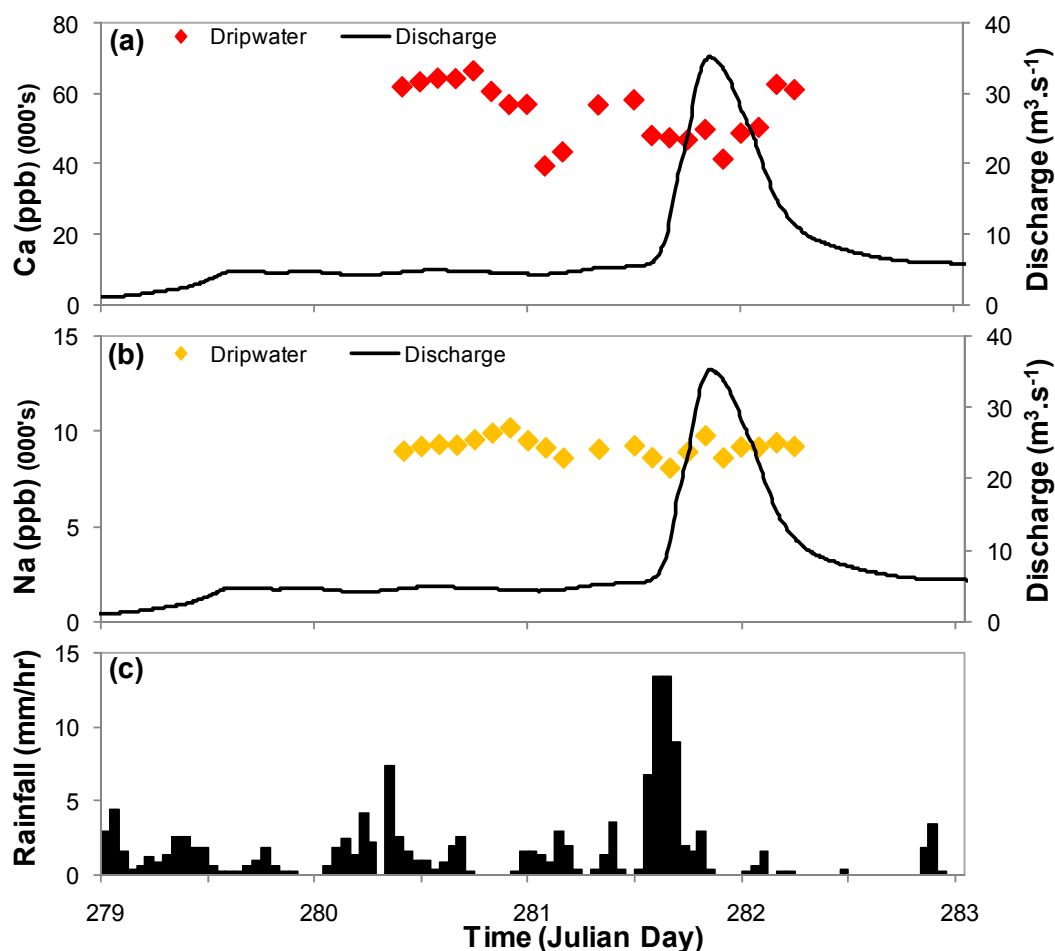 (a) Dripwater Discharge
Ca (ppb) (000's)
80
60
40
20
0
Discharge (m³.s⁻¹)
40
30
20
10
0
(b) Dripwater Discharge
Na (ppb) (000's)
15
10
5
0
Discharge (m³.s⁻¹)
40
30
20
10
0
(c)
Rainfall (mm/hr)
15
10
5
0
279 280 281 282 283
Time (Julian Day)